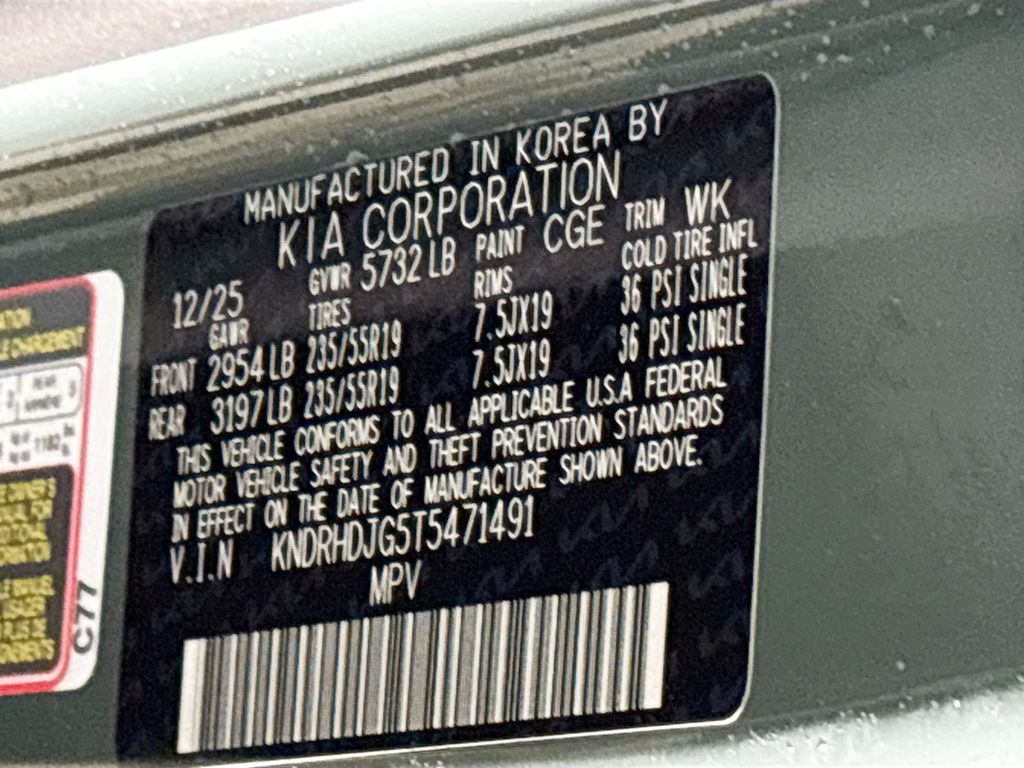 MANUFACTURED IN KOREA BY
KIA CORPORATION
12/25 GVWR 5732 LB PAINT CGE TRIM WK
GAWR TIRES RIMS COLD TIRE INFL
FRONT 2954 LB 235/55R19 7.5JX19 36 PSI SINGLE
REAR 3197 LB 235/55R19 7.5JX19 36 PSI SINGLE
THIS VEHICLE CONFORMS TO ALL APPLICABLE U.S.A FEDERAL
MOTOR VEHICLE SAFETY AND THEFT PREVENTION STANDARDS
IN EFFECT ON THE DATE OF MANUFACTURE SHOWN ABOVE.
V.I.N KNDRHDJG5T5471491
MPV
REAR
C77